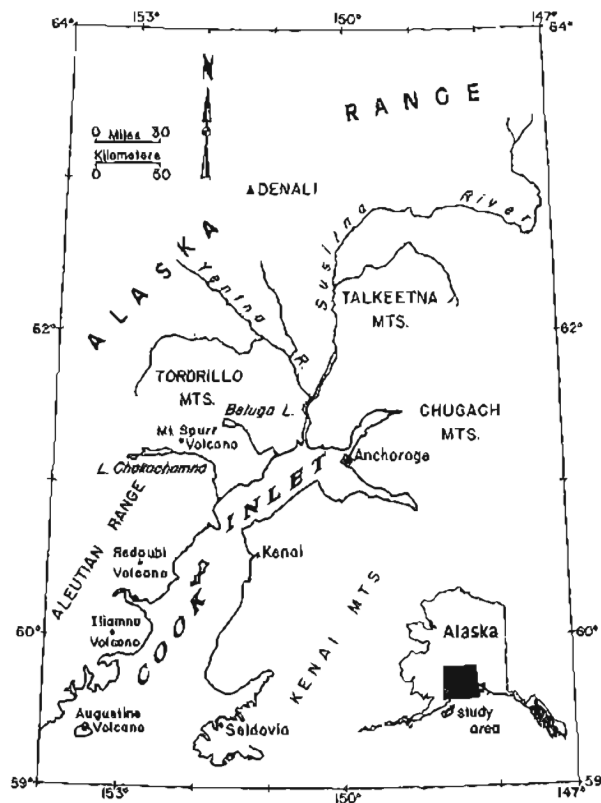 153° 150° 147°
64° 64°
N
RANGE
0 Miles 30
Kilometers
0 50
DENALI
Susitna River
ALASKA
Yentna R.
TALKEETNA
MTS.
62° 62°
TORDRILLO
MTS.
Beluga L.
CHUGACH
MTS.
Mt. Spurr
Volcano
Anchorage
L. Chakachamna
COOK INLET
ALEUTIAN RANGE
Kenai
Redoubt
Volcano
KENAI MTS
60° 60°
Iliamna
Volcano
Alaska
study
area
Augustine
Volcano
Seldovia
59°
153° 150° 147°